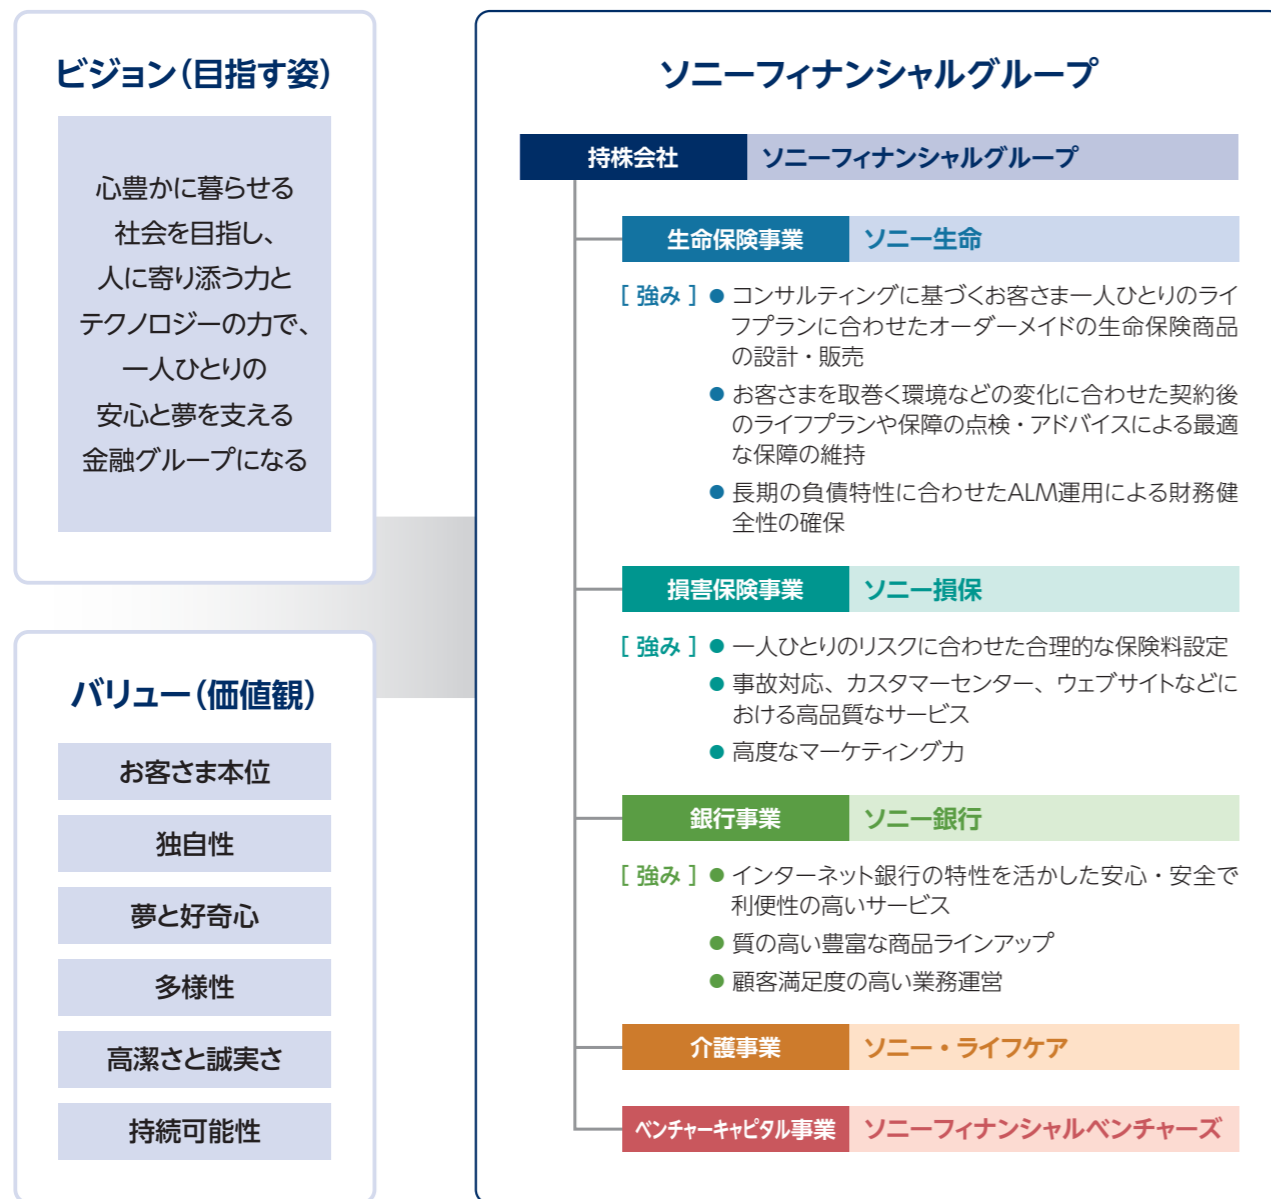 ビジョン（目指す姿）
心豊かに暮らせる
社会を目指し、
人に寄り添う力と
テクノロジーの力で、
一人ひとりの
安心と夢を支える
金融グループになる
バリュー（価値観）
お客さま本位
独自性
夢と好奇心
多様性
高潔さと誠実さ
持続可能性
ソニーフィナンシャルグループ
持株会社 ソニーフィナンシャルグループ
生命保険事業 ソニー生命
［強み］● コンサルティングに基づくお客さま一人ひとりのライ
フプランに合わせたオーダーメイドの生命保険商品
の設計・販売
● お客さまを取巻く環境などの変化に合わせた契約後
のライフプランや保障の点検・アドバイスによる最適
な保障の維持
● 長期の負債特性に合わせたALM運用による財務健
全性の確保
損害保険事業 ソニー損保
［強み］● 一人ひとりのリスクに合わせた合理的な保険料設定
● 事故対応、カスタマーセンター、ウェブサイトなどに
おける高品質なサービス
● 高度なマーケティング力
銀行事業 ソニー銀行
［強み］● インターネット銀行の特性を活かした安心・安全で
利便性の高いサービス
● 質の高い豊富な商品ラインアップ
● 顧客満足度の高い業務運営
介護事業 ソニー・ライフケア
ベンチャーキャピタル事業 ソニーフィナンシャルベンチャーズ